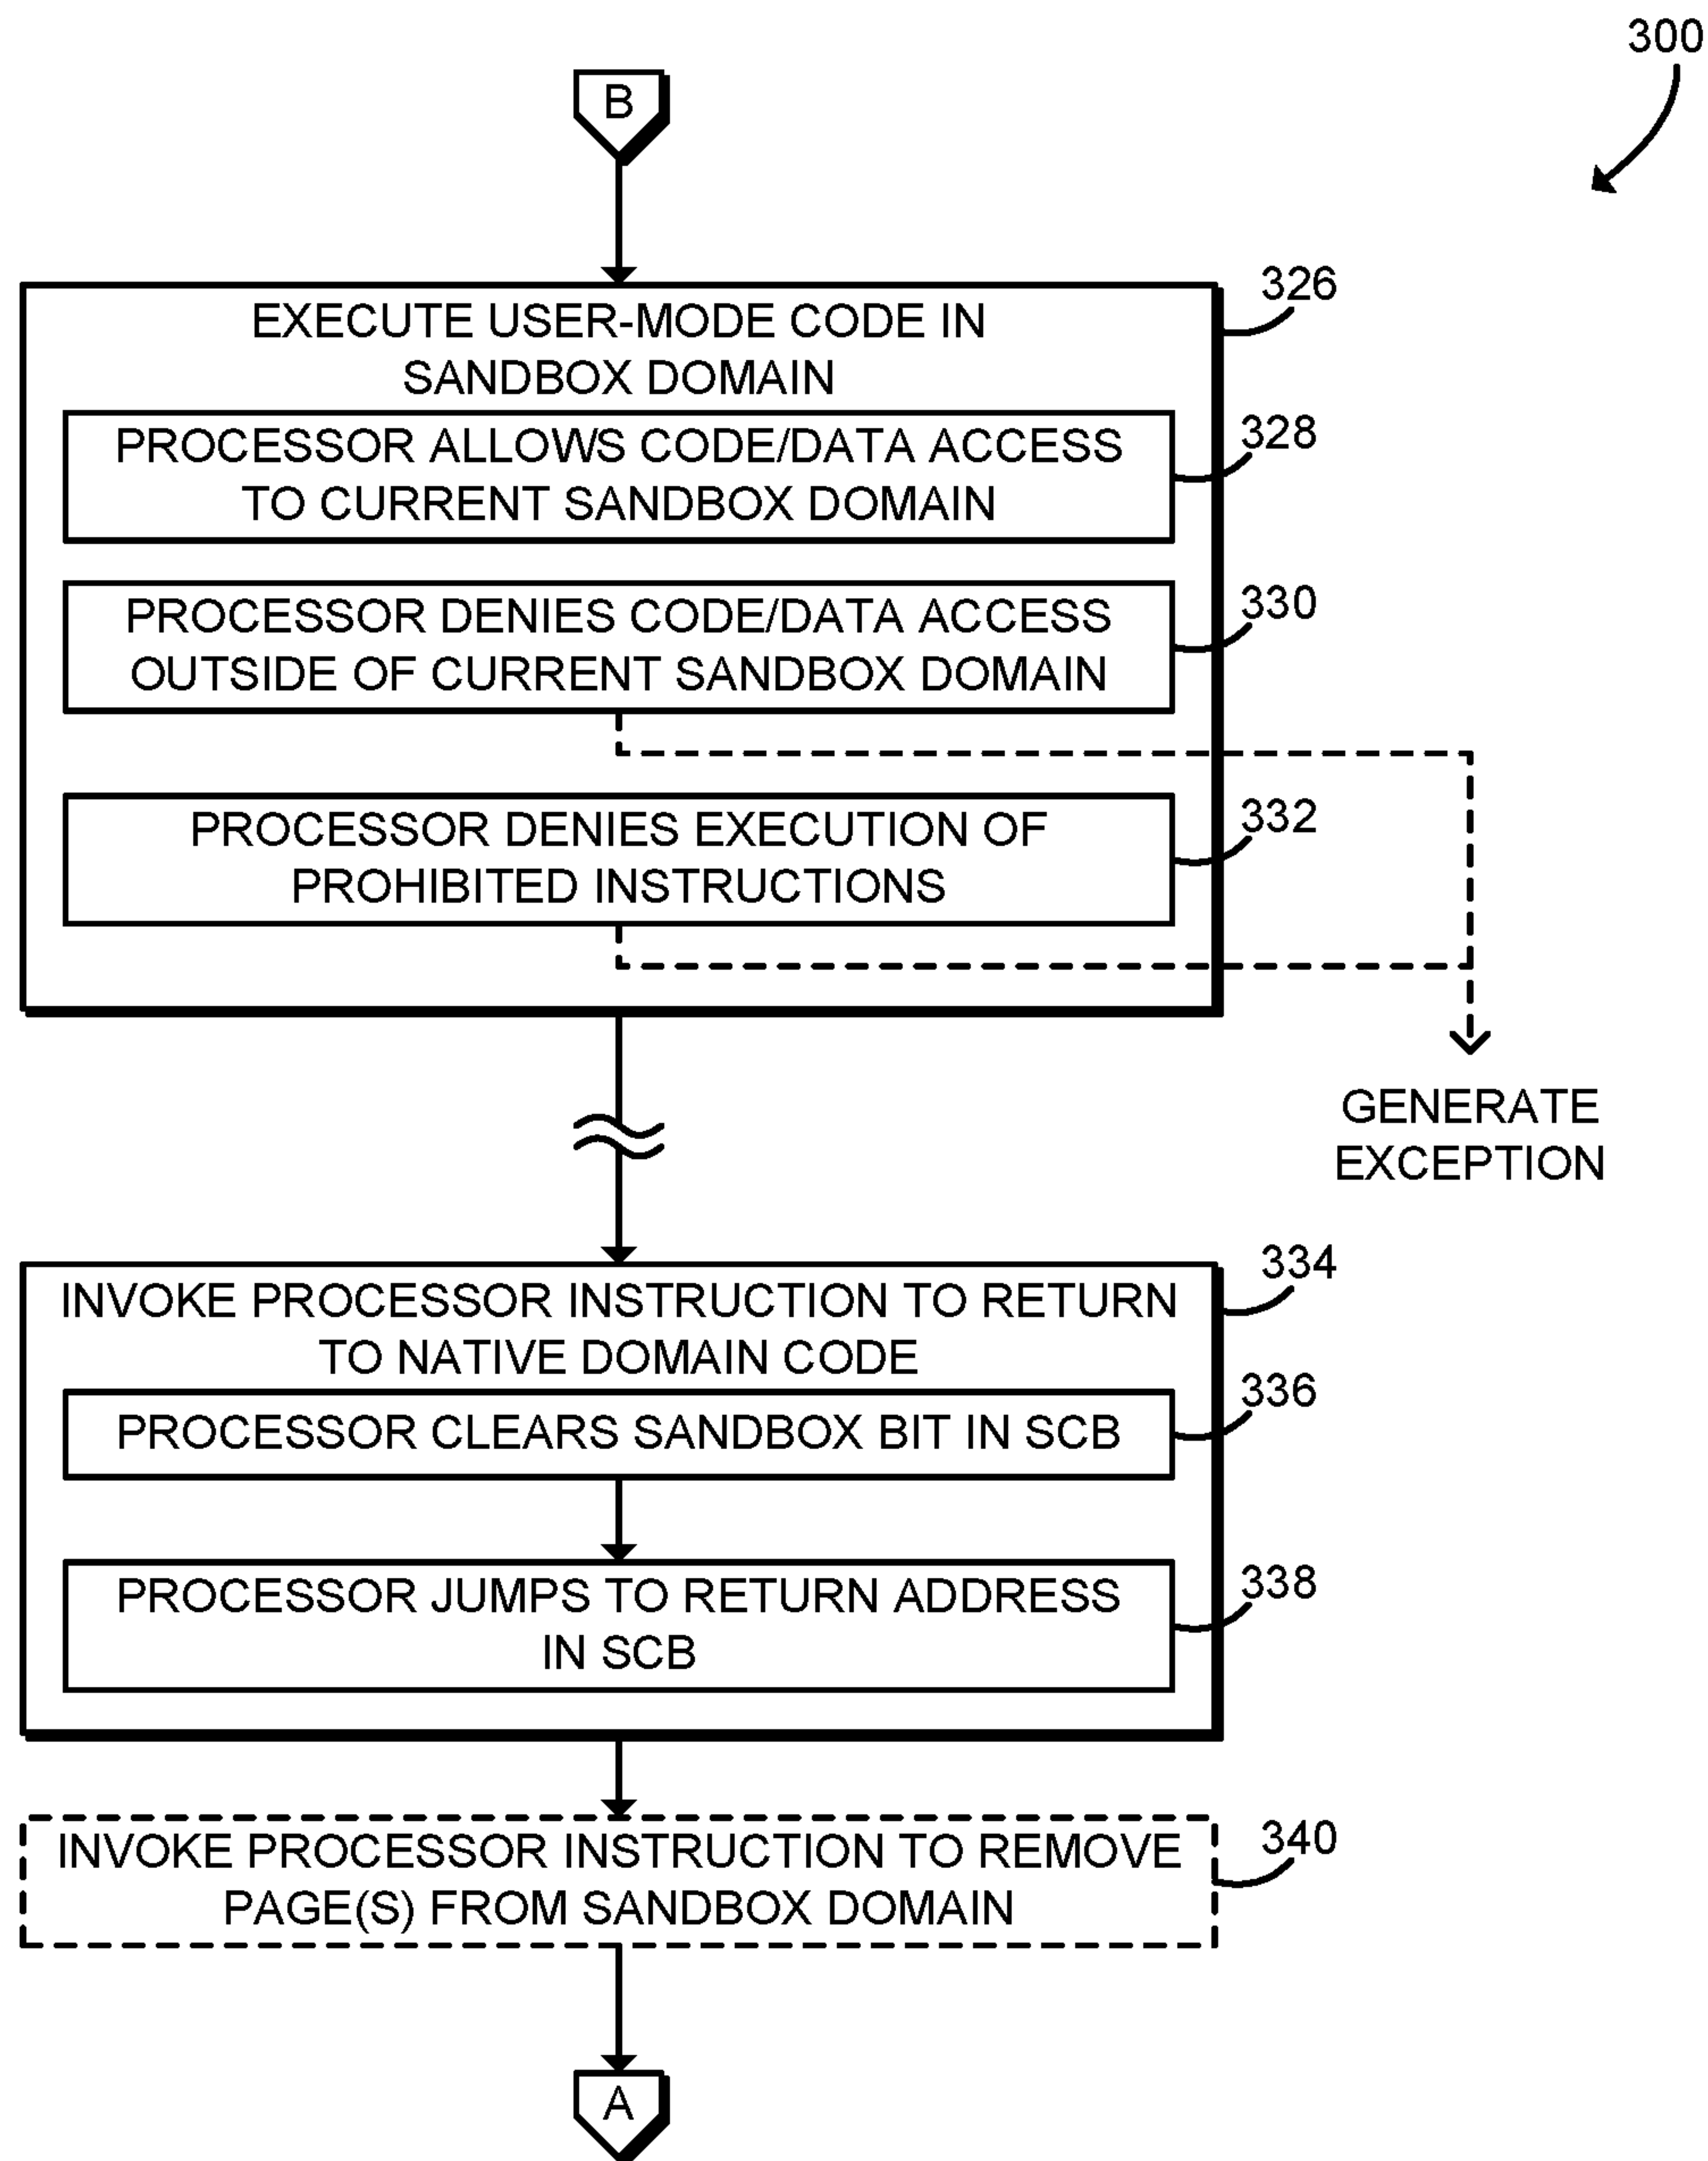 300
B
326
EXECUTE USER-MODE CODE IN
SANDBOX DOMAIN
328
PROCESSOR ALLOWS CODE/DATA ACCESS
TO CURRENT SANDBOX DOMAIN
330
PROCESSOR DENIES CODE/DATA ACCESS
OUTSIDE OF CURRENT SANDBOX DOMAIN
332
PROCESSOR DENIES EXECUTION OF
PROHIBITED INSTRUCTIONS
GENERATE
EXCEPTION
334
INVOKE PROCESSOR INSTRUCTION TO RETURN
TO NATIVE DOMAIN CODE
336
PROCESSOR CLEARS SANDBOX BIT IN SCB
338
PROCESSOR JUMPS TO RETURN ADDRESS
IN SCB
340
INVOKE PROCESSOR INSTRUCTION TO REMOVE
PAGE(S) FROM SANDBOX DOMAIN
A